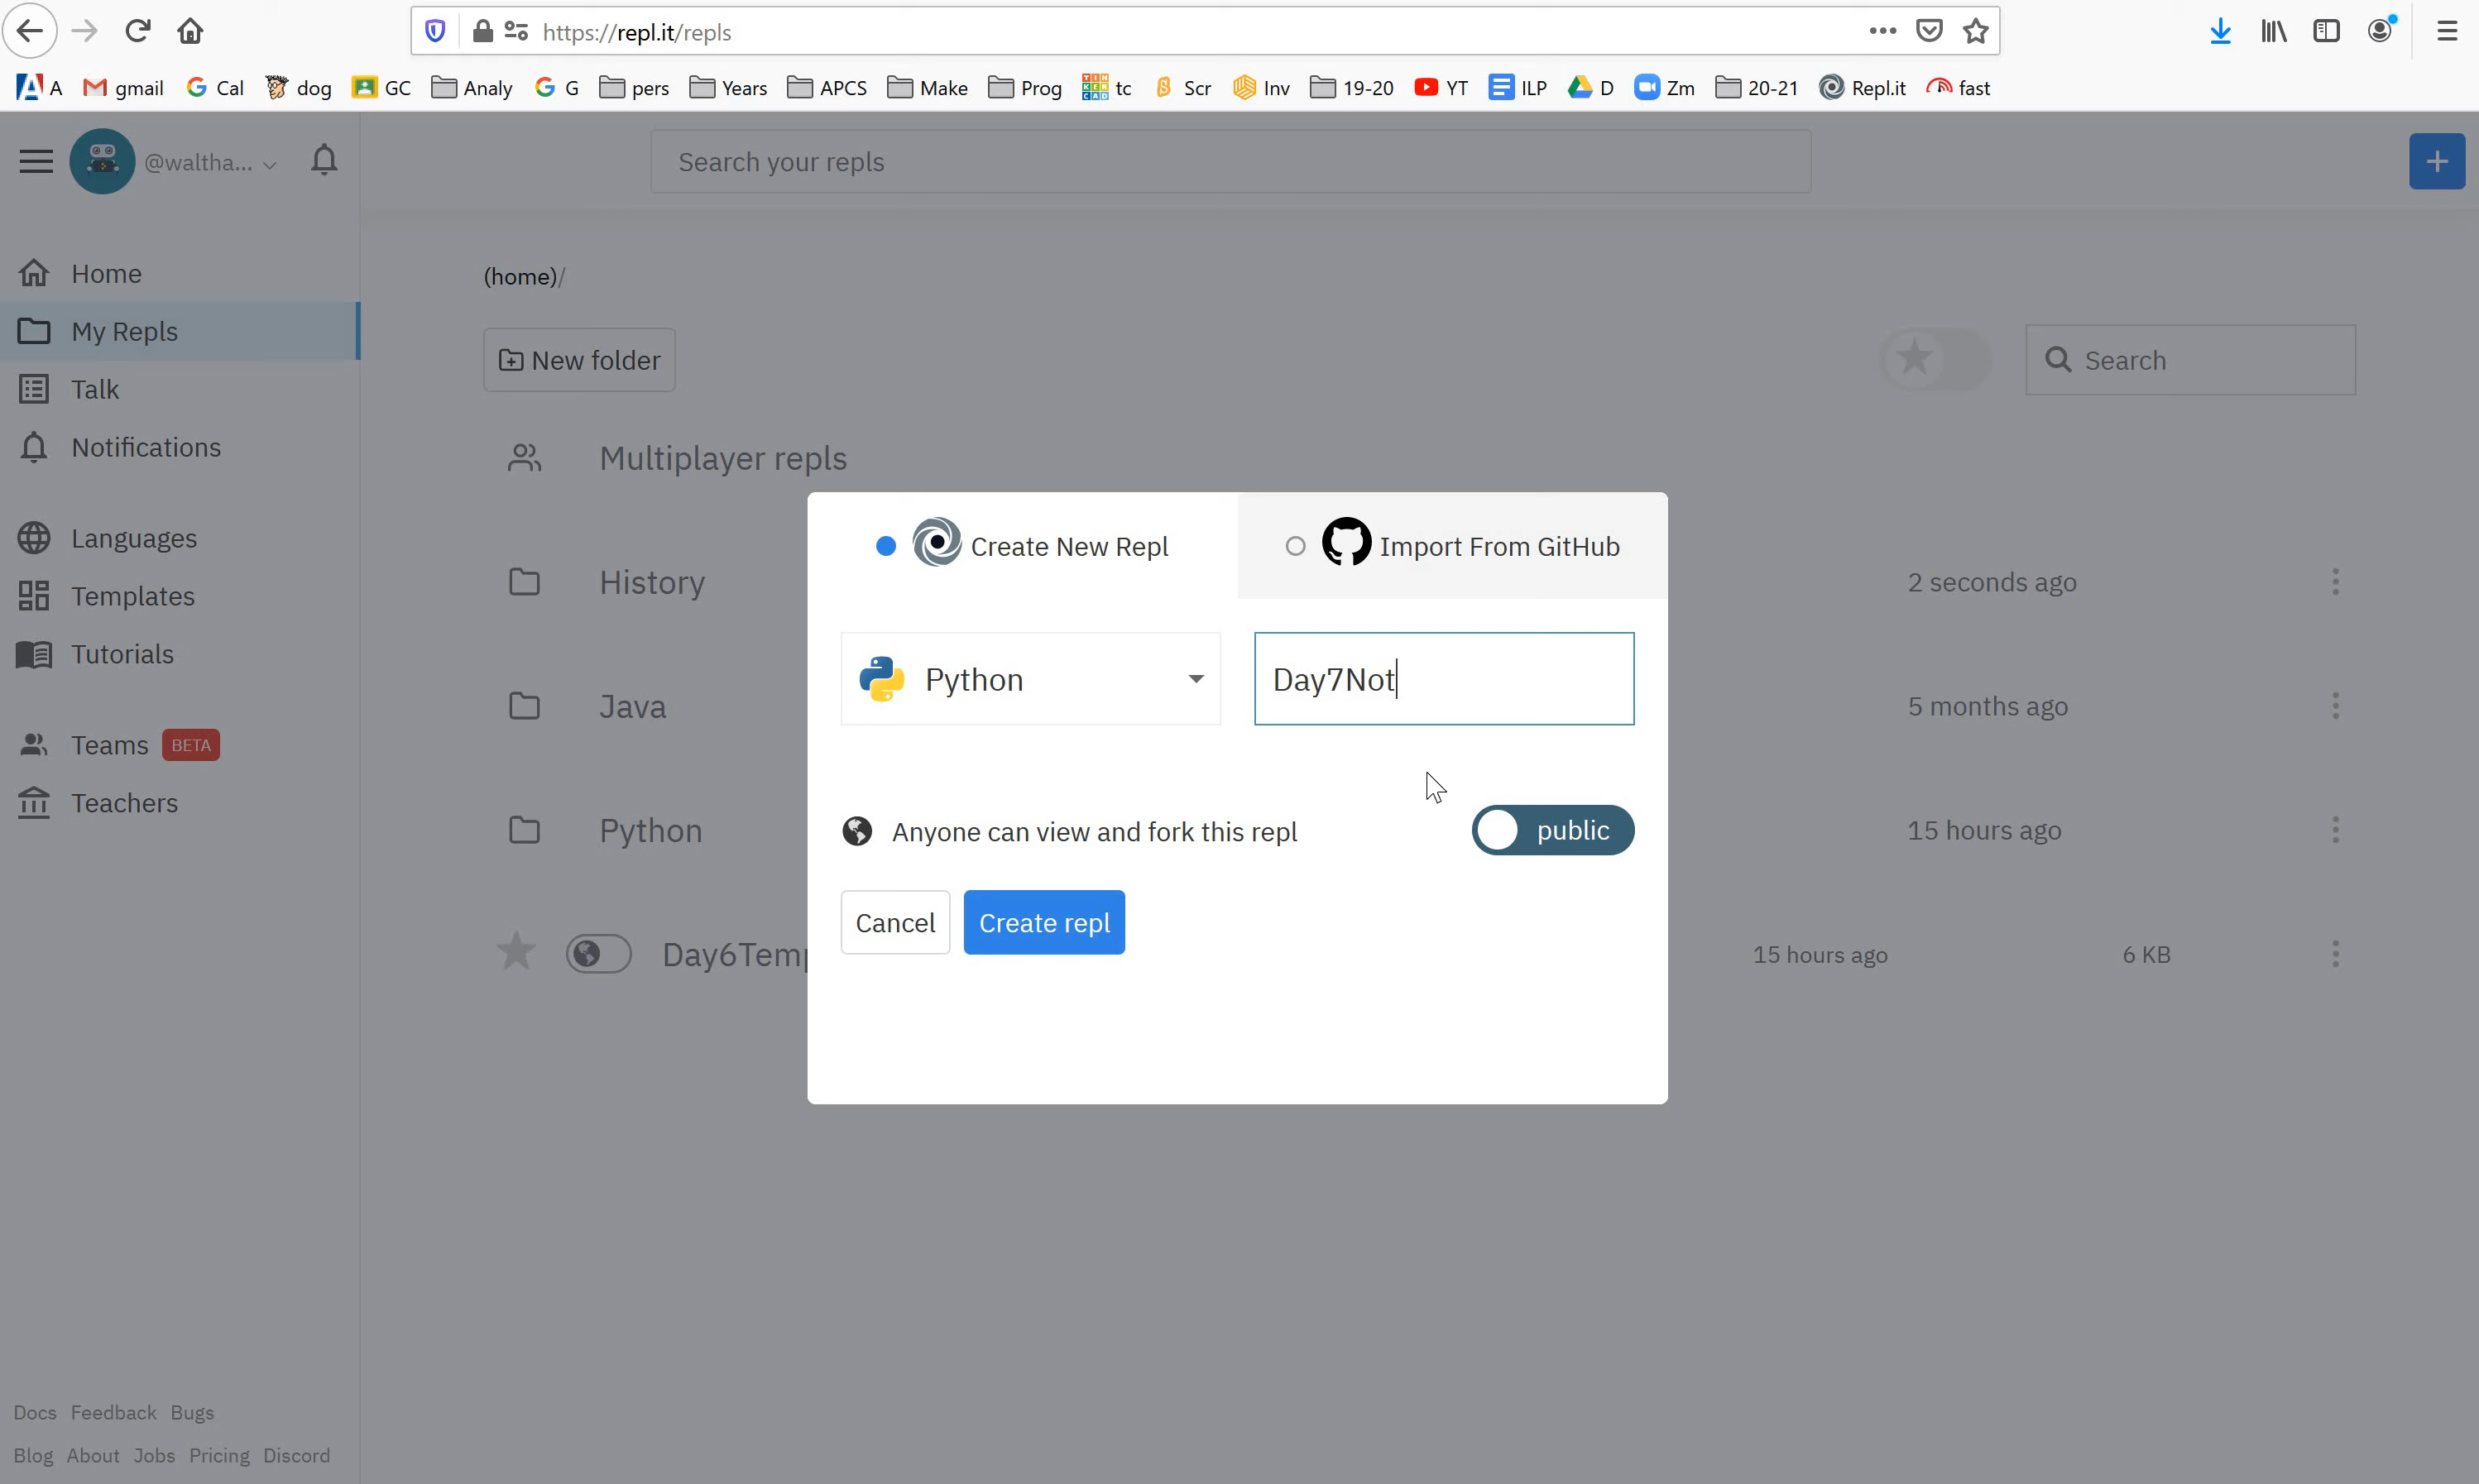 https://repl.it/repls
A gmail Cal dog GC Analy G pers Years APCS Make Prog tc Scr Inv 19-20 YT ILP D Zm 20-21 Repl.it fast
@waltha...
Search your repls
+
Home
My Repls
Talk
Notifications
Languages
Templates
Tutorials
Teams BETA
Teachers
Docs Feedback Bugs
Blog About Jobs Pricing Discord
(home)/
New folder
Search
Multiplayer repls
History 2 seconds ago
Java 5 months ago
Python 15 hours ago
Day6Temp 15 hours ago 6 KB
Create New Repl
Import From GitHub
Python
Day7Not
Anyone can view and fork this repl
public
Cancel Create repl